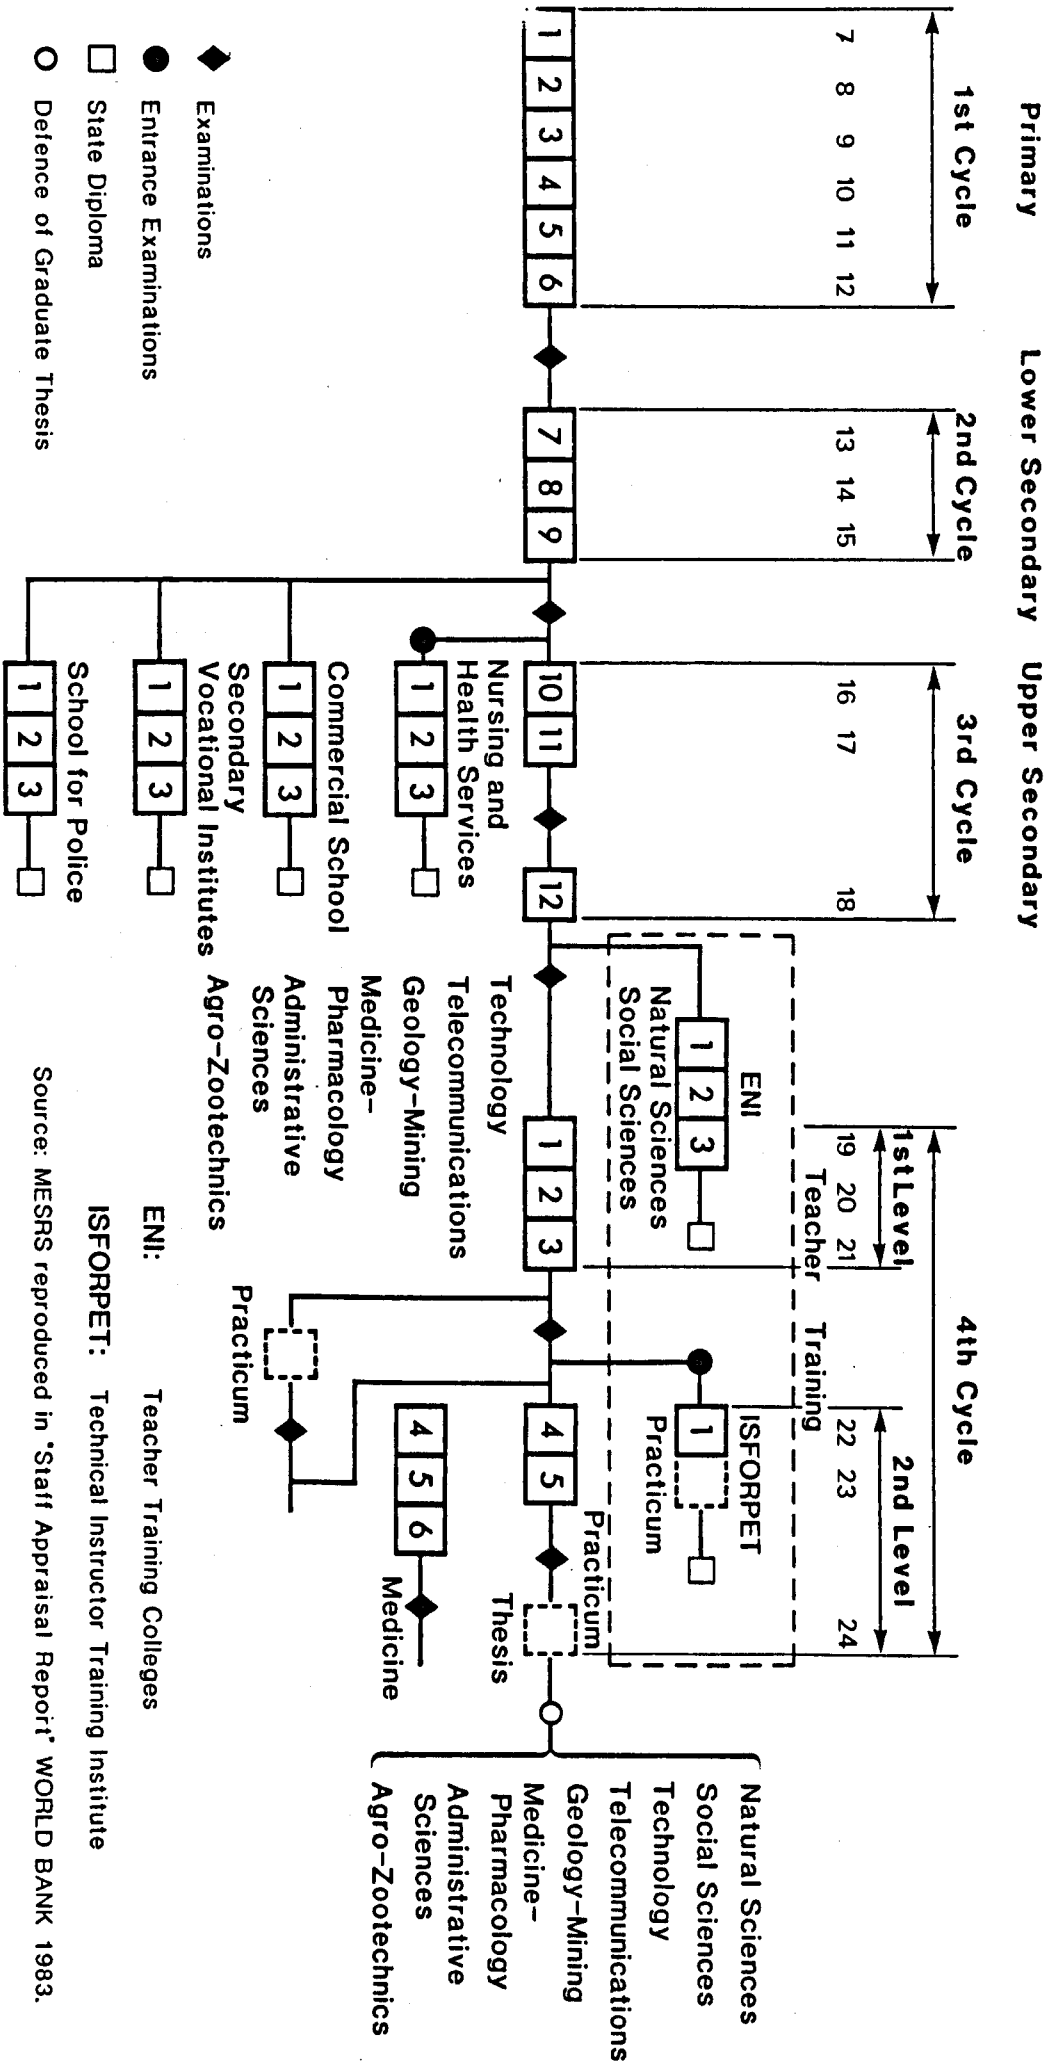 Primary
Lower Secondary
Upper Secondary
1st Cycle
2nd Cycle
3rd Cycle
4th Cycle
1st Level
2nd Level
7 8 9 10 11 12
13 14 15
16 17
18
19 20 21
22 23
24
Teacher Training
ENI
1 2 3
Natural Sciences
Social Sciences
ISFORPET
1
Practicum
1 2 3 4 5 6
7 8 9
10 11
12
1 2 3
4 5
Practicum
Thesis
Nursing and
Health Services
1 2 3
Commercial School
1 2 3
Secondary
Vocational Institutes
1 2 3
School for Police
1 2 3
Technology
Telecommunications
Geology-Mining
Medicine-
Pharmacology
Administrative
Sciences
Agro-Zootechnics
4 5 6
Medicine
Practicum
Natural Sciences
Social Sciences
Technology
Telecommunications
Geology-Mining
Medicine-
Pharmacology
Administrative
Sciences
Agro-Zootechnics
Examinations
Entrance Examinations
State Diploma
Defence of Graduate Thesis
ENI: Teacher Training Colleges
ISFORPET: Technical Instructor Training Institute
Source: MESRS reproduced in "Staff Appraisal Report" WORLD BANK 1983.